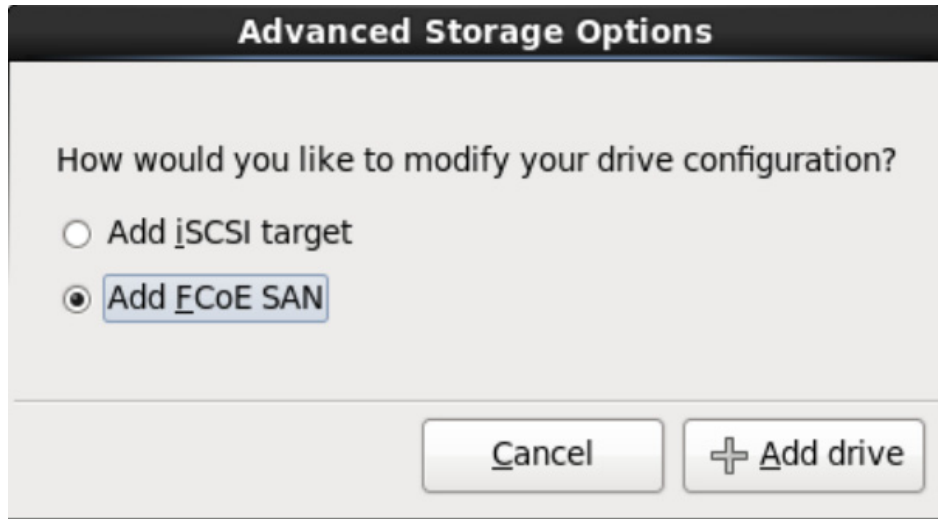 Advanced Storage Options
How would you like to modify your drive configuration?
Add iSCSI target
Add FCoE SAN
Cancel
Add drive